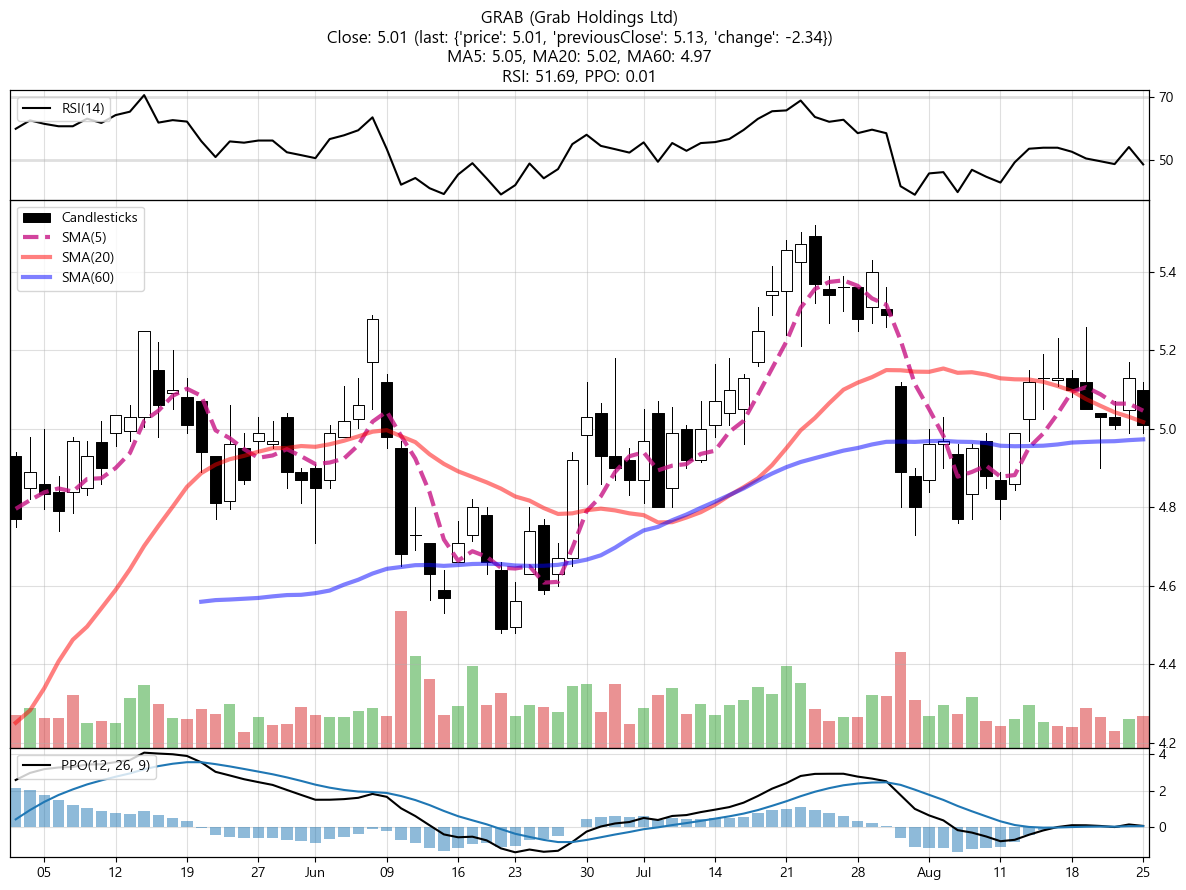 GRAB (Grab Holdings Ltd)
Close: 5.01 (last: {'price': 5.01, 'previousClose': 5.13, 'change': -2.34})
MA5: 5.05, MA20: 5.02, MA60: 4.97
RSI: 51.69, PPO: 0.01
RSI(14)
70
50
Candlesticks
SMA(5)
SMA(20)
SMA(60)
5.4
5.2
5.0
4.8
4.6
4.4
4.2
PPO(12, 26, 9)
4
2
0
05 12 19 27 Jun 09 16 23 30 Jul 14 21 28 Aug 11 18 25